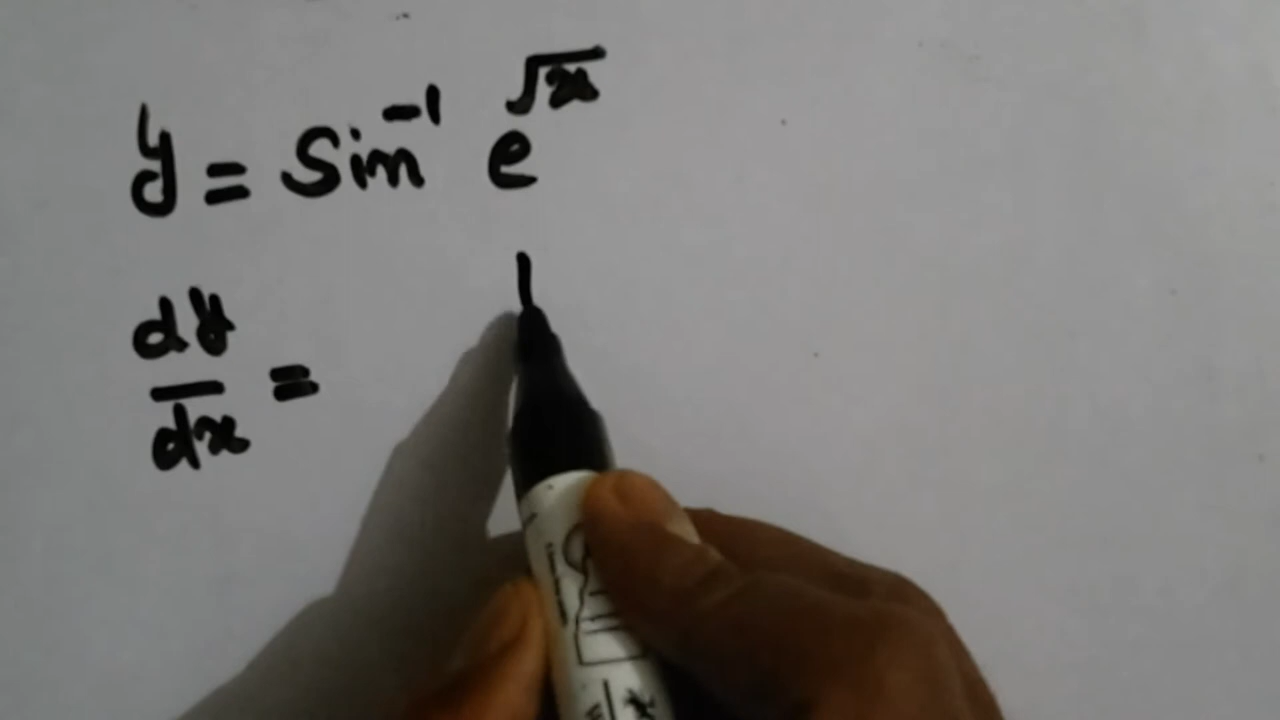 y = Sin⁻¹ e^√x
dy/dx = 1